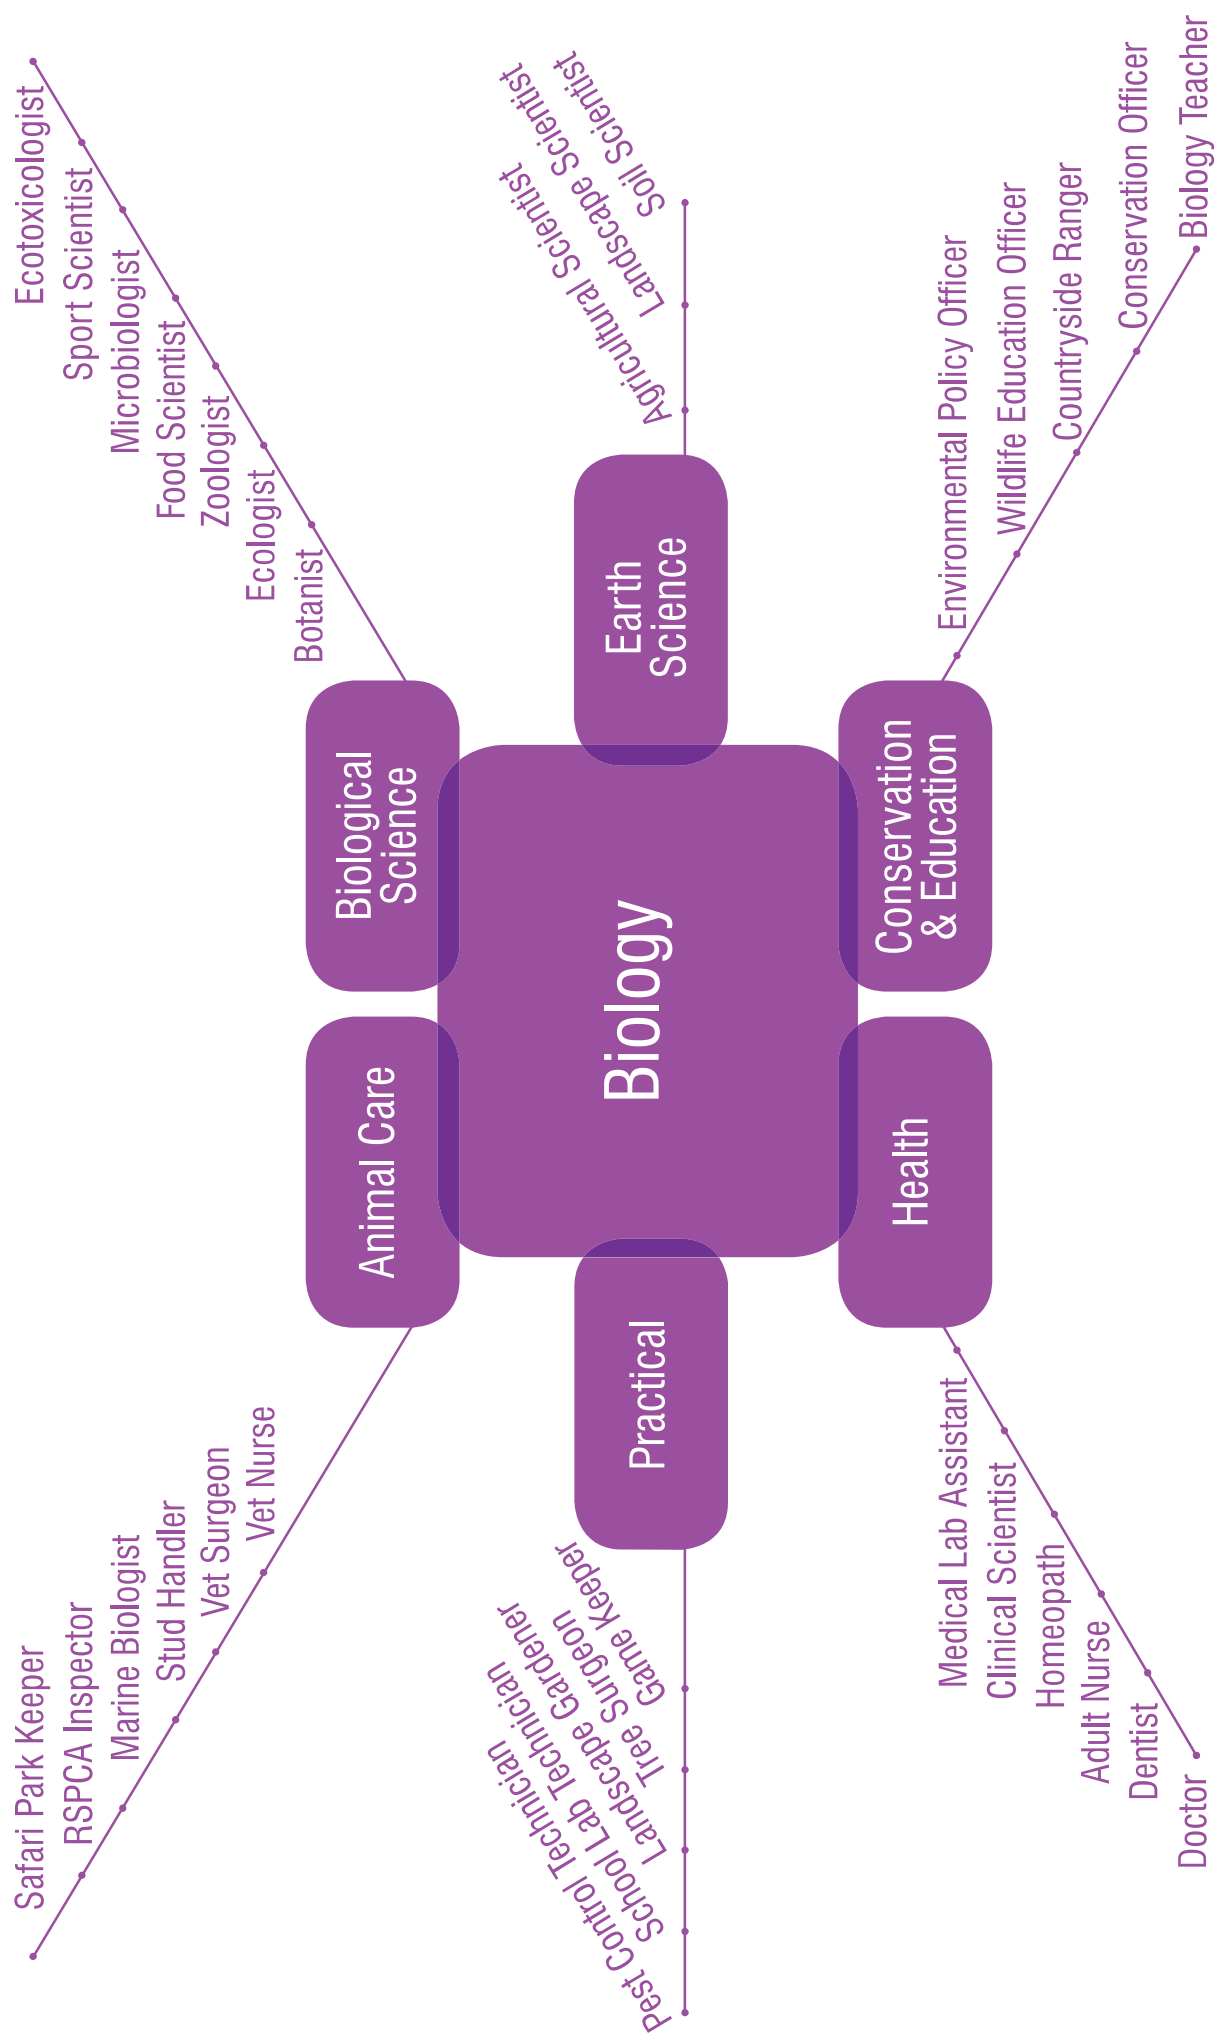 Safari Park Keeper
RSPCA Inspector
Marine Biologist
Stud Handler
Vet Surgeon
Vet Nurse
Animal Care
Biological
Science
Ecotoxicologist
Sport Scientist
Microbiologist
Food Scientist
Zoologist
Ecologist
Botanist
Pest Control Technician
School Lab Technician
Landscape Gardener
Tree Surgeon
Game Keeper
Practical
Biology
Earth
Science
Agricultural Scientist
Landscape Scientist
Soil Scientist
Health
Medical Lab Assistant
Clinical Scientist
Homeopath
Adult Nurse
Dentist
Doctor
Conservation
& Education
Environmental Policy Officer
Wildlife Education Officer
Countryside Ranger
Conservation Officer
Biology Teacher